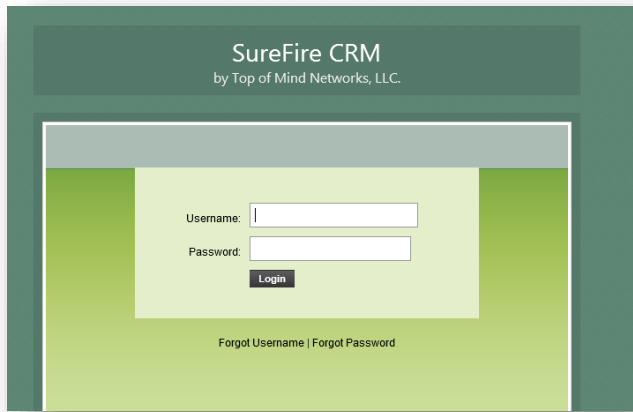 SureFire CRM
by Top of Mind Networks, LLC.
Username:
Password:
Login
Forgot Username | Forgot Password